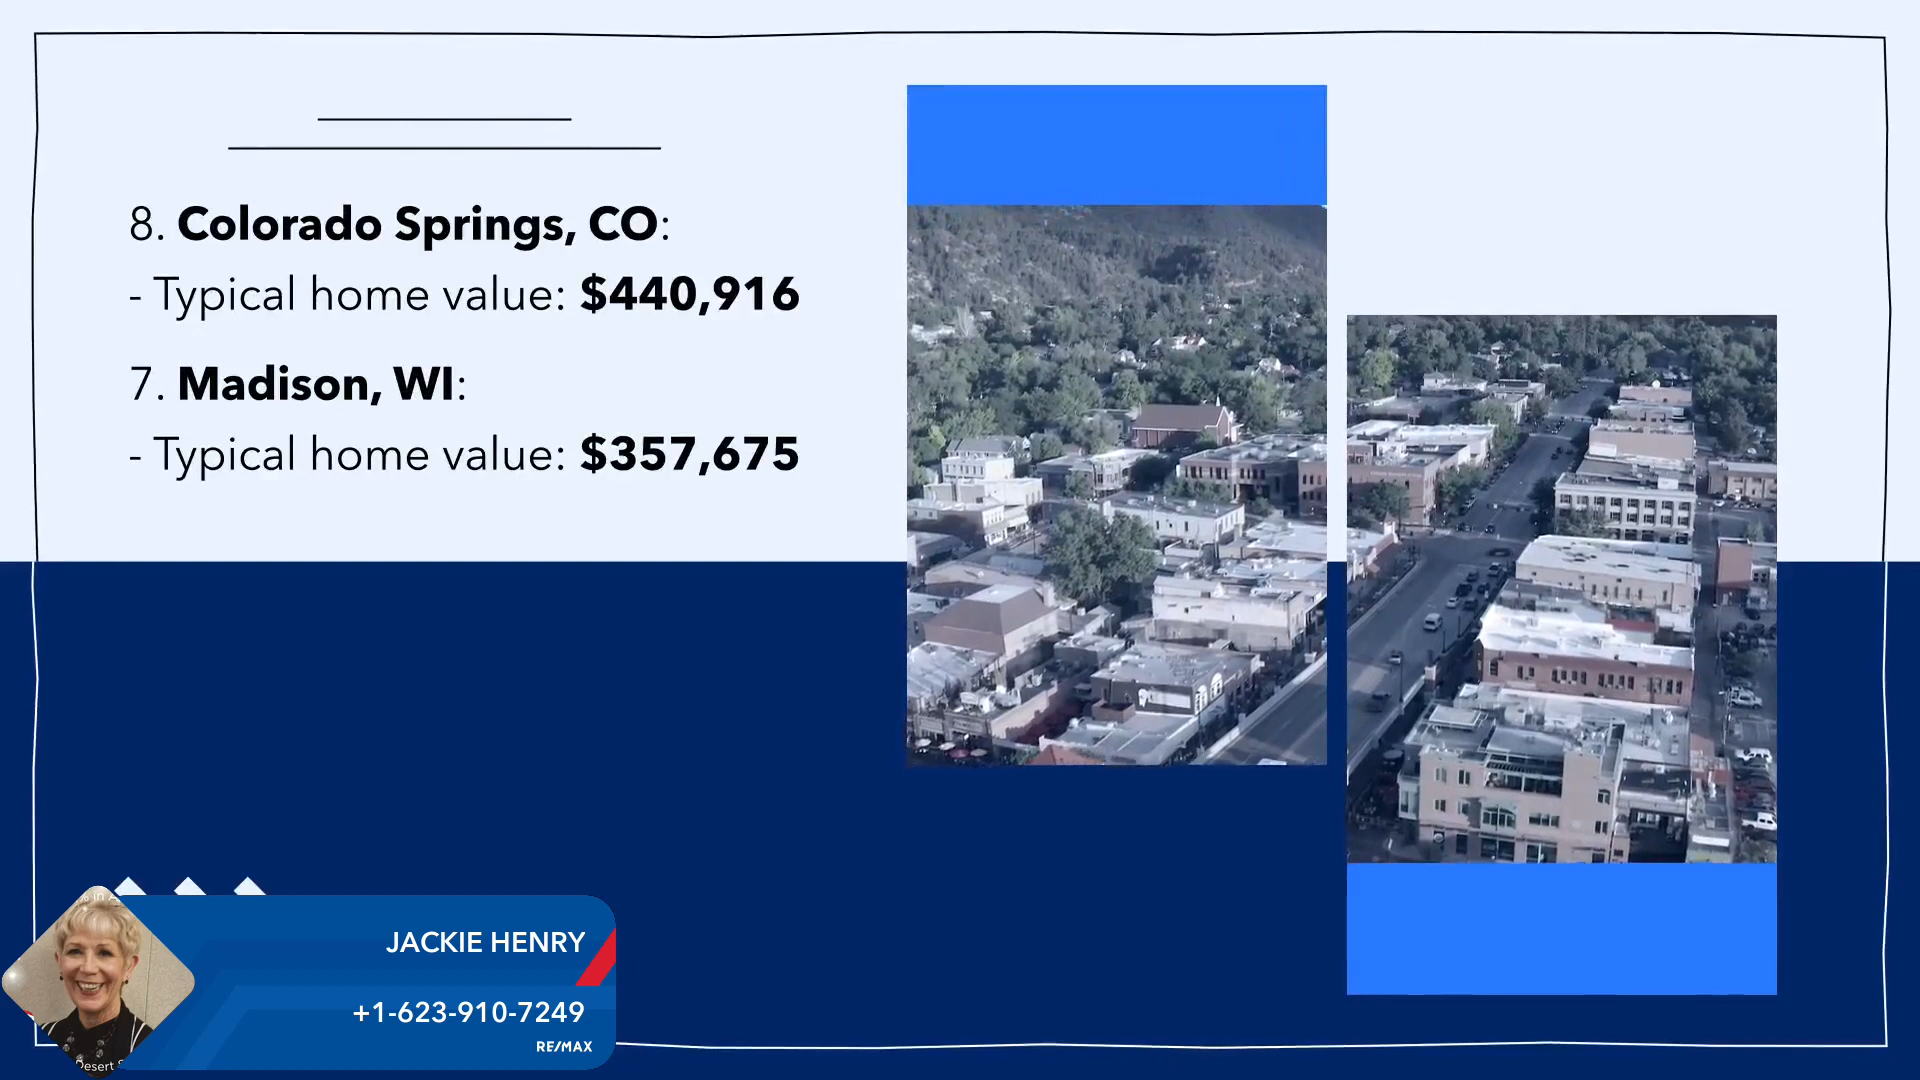 8. Colorado Springs, CO:
- Typical home value: $440,916
7. Madison, WI:
- Typical home value: $357,675
JACKIE HENRY
+1-623-910-7249
RE/MAX
Desert